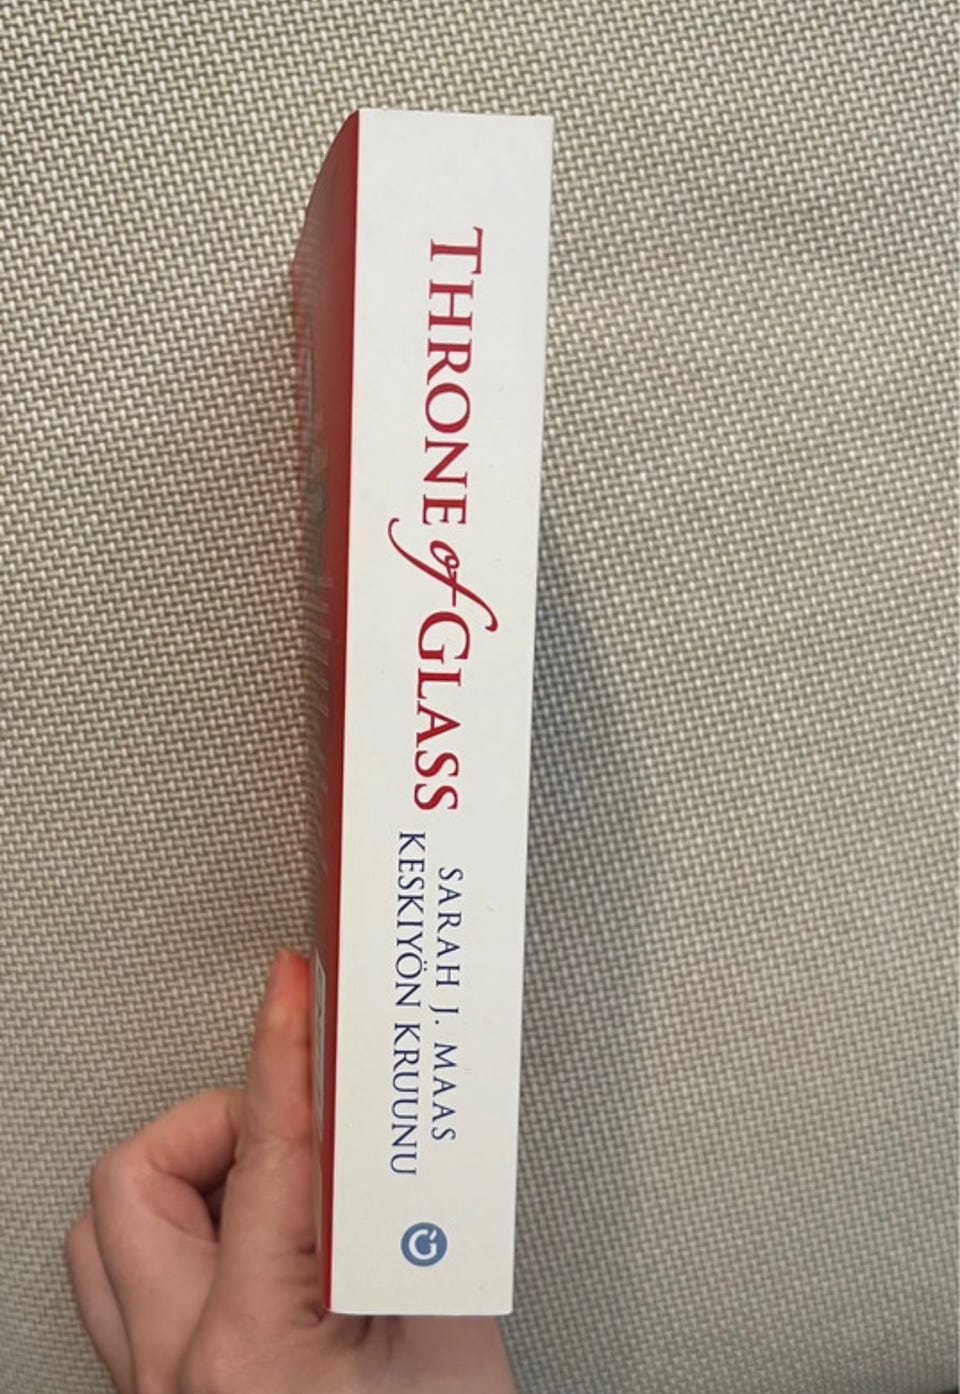 THRONE of GLASS
SARAH J. MAAS
KESKIYÖN KRUUNU